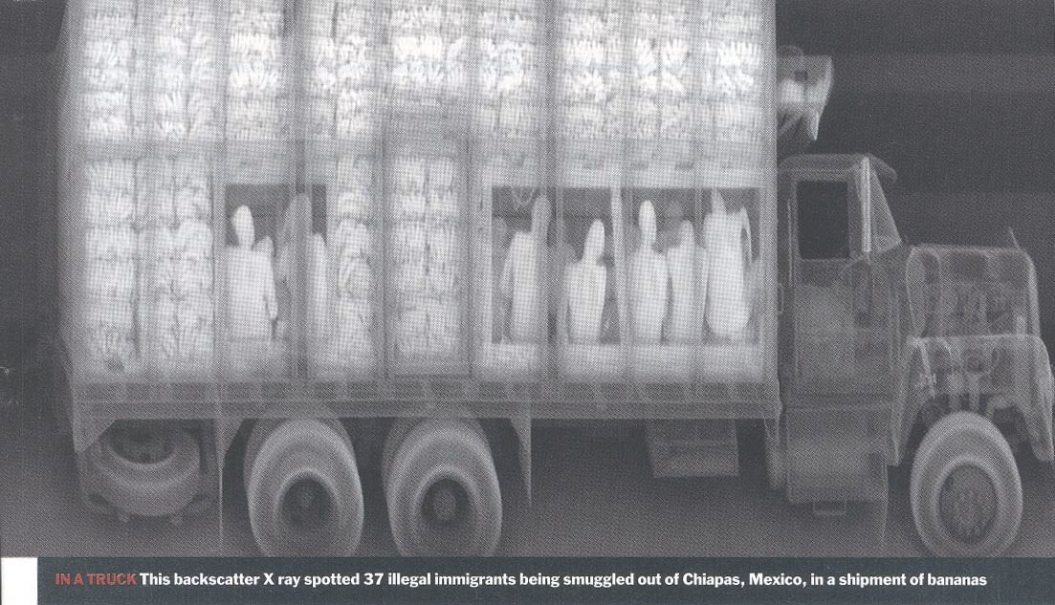 IN A TRUCK This backscatter X ray spotted 37 illegal immigrants being smuggled out of Chiapas, Mexico, in a shipment of bananas